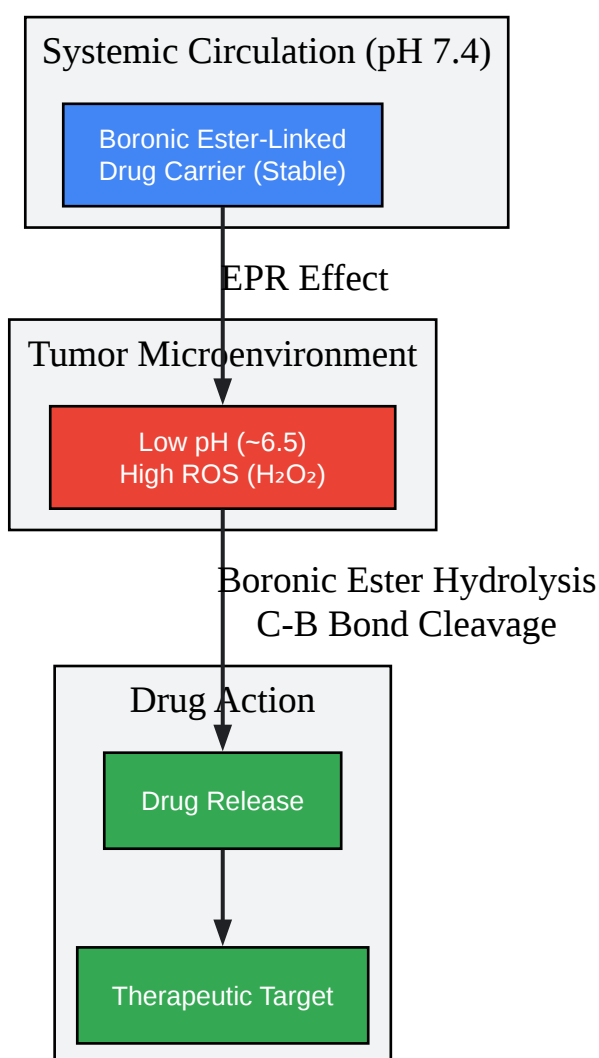 Systemic Circulation (pH 7.4)
Boronic Ester-Linked
Drug Carrier (Stable)
EPR Effect
Tumor Microenvironment
Low pH (~6.5)
High ROS (H₂O₂)
Boronic Ester Hydrolysis
C-B Bond Cleavage
Drug Action
Drug Release
Therapeutic Target